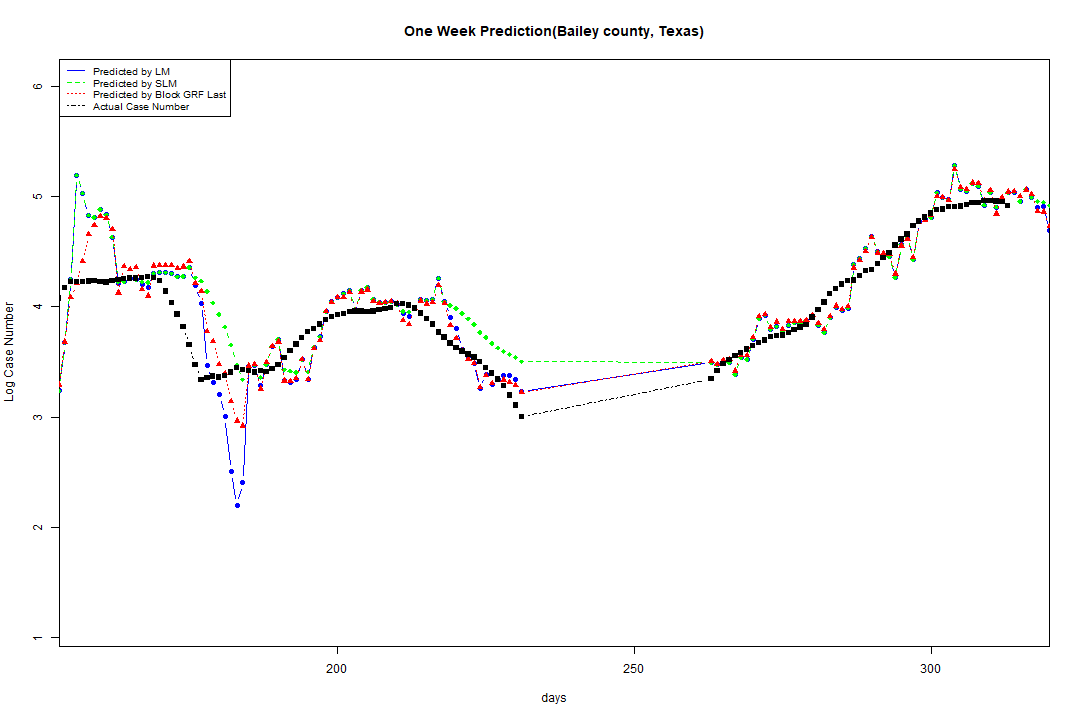 One Week Prediction(Bailey county, Texas)
Predicted by LM
Predicted by SLM
Predicted by Block GRF Last
Actual Case Number
Log Case Number
6
5
4
3
2
1
200
250
300
days